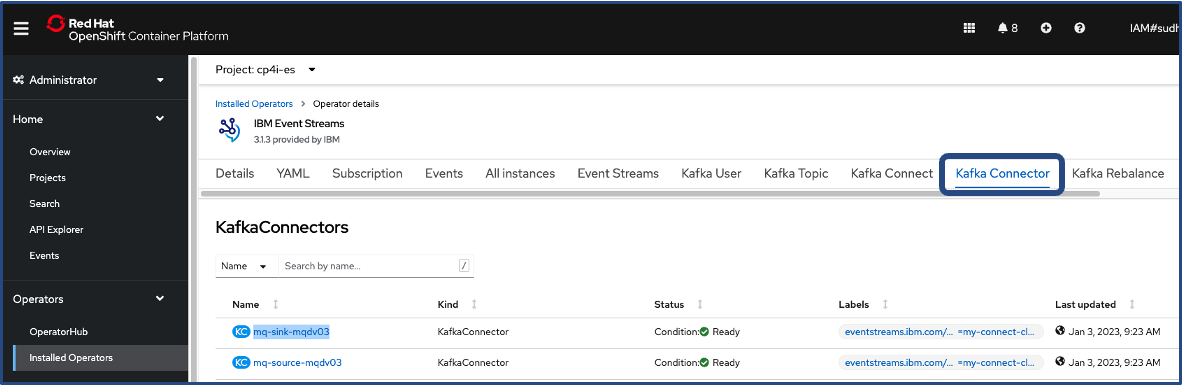 Red Hat
OpenShift Container Platform
8
IAM#sudh
Administrator
Home
Overview
Projects
Search
API Explorer
Events
Operators
OperatorHub
Installed Operators
Project: cp4i-es
Installed Operators > Operator details
IBM Event Streams
3.1.3 provided by IBM
Details YAML Subscription Events All instances Event Streams Kafka User Kafka Topic Kafka Connect Kafka Connector Kafka Rebalance
KafkaConnectors
Name Search by name... /
Name Kind Status Labels Last updated
KC mq-sink-mqdv03 KafkaConnector Condition: Ready eventstreams.ibm.com/... =my-connect-cl... Jan 3, 2023, 9:23 AM
KC mq-source-mqdv03 KafkaConnector Condition: Ready eventstreams.ibm.com/... =my-connect-cl... Jan 3, 2023, 9:23 AM